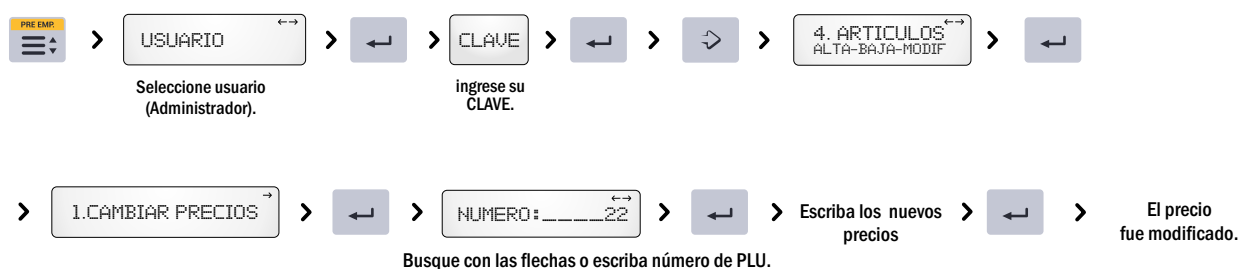 PRE EMP.
USUARIO
Seleccione usuario
(Administrador).
CLAVE
ingrese su
CLAVE.
4. ARTICULOS
ALTA-BAJA-MODIF
1.CAMBIAR PRECIOS
NUMERO:____22
Busque con las flechas o escriba número de PLU.
Escriba los nuevos
precios
El precio
fue modificado.